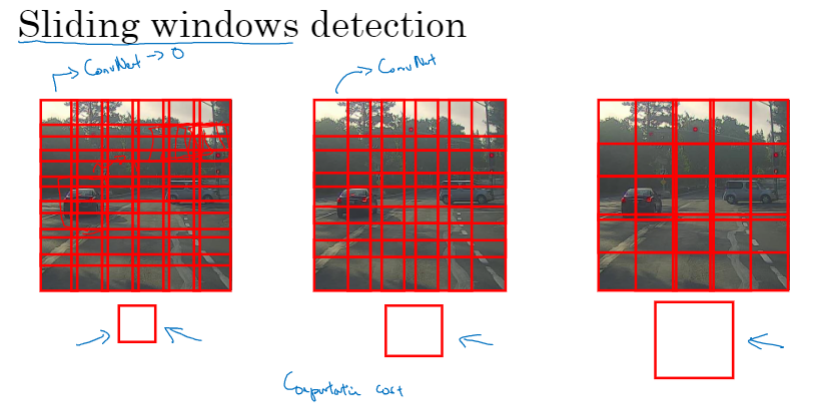 Sliding windows detection
ConvNet → 0
ConvNet
Computation cost